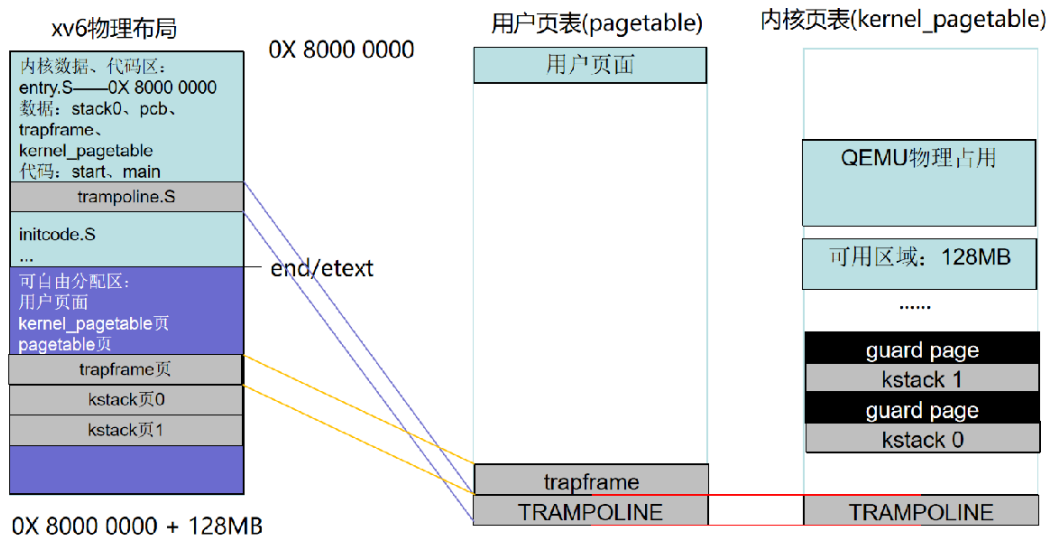 xv6物理布局
内核数据、代码区：
entry.S——0X 8000 0000
数据：stack0、pcb、
trapframe、
kernel_pagetable
代码：start、main
trampoline.S
initcode.S
...
可自由分配区：
用户页面
kernel_pagetable页
pagetable页
trapframe页
kstack页0
kstack页1
0X 8000 0000 + 128MB
0X 8000 0000
end/etext
用户页表(pagetable)
用户页面
trapframe
TRAMPOLINE
内核页表(kernel_pagetable)
QEMU物理占用
可用区域：128MB
......
guard page
kstack 1
guard page
kstack 0
TRAMPOLINE